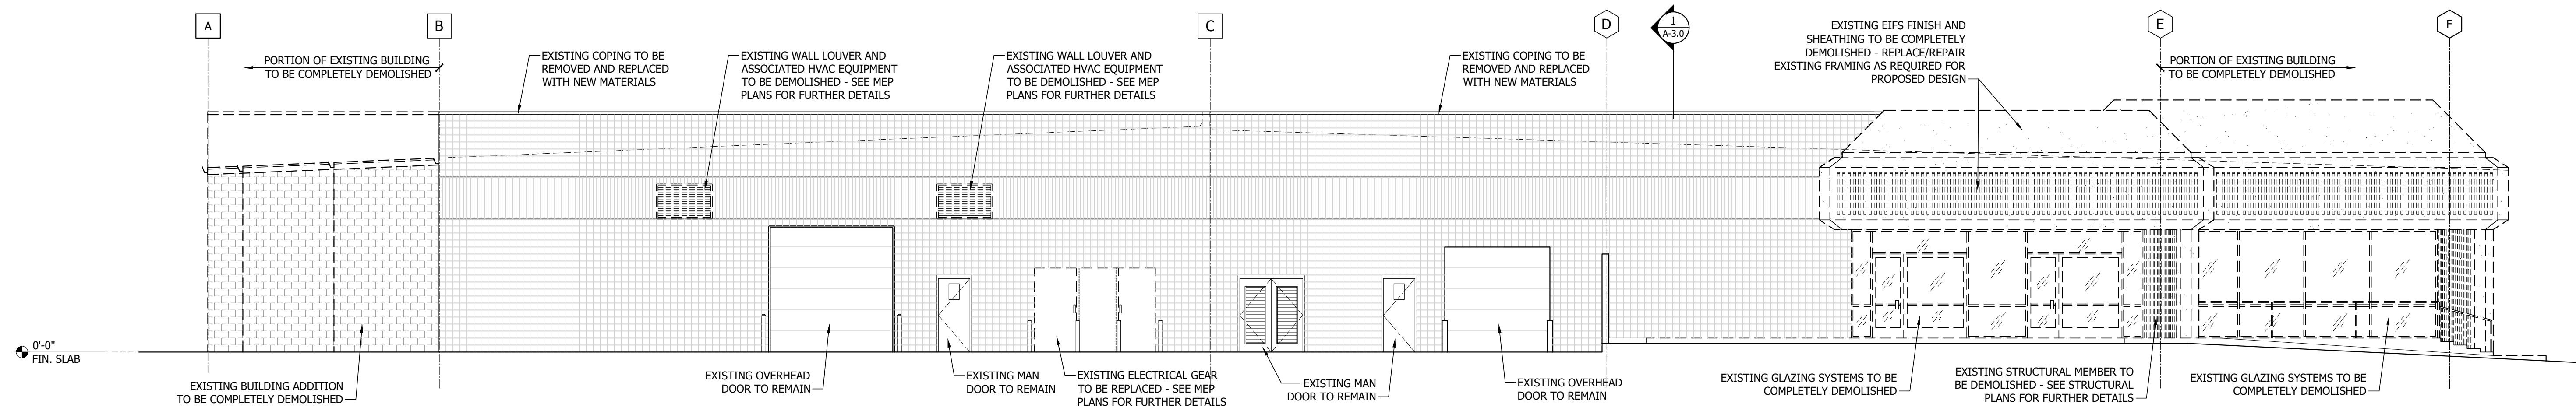 A
B
C
D
1
A-3.0
E
F
PORTION OF EXISTING BUILDING
TO BE COMPLETELY DEMOLISHED
EXISTING COPING TO BE
REMOVED AND REPLACED
WITH NEW MATERIALS
EXISTING WALL LOUVER AND
ASSOCIATED HVAC EQUIPMENT
TO BE DEMOLISHED - SEE MEP
PLANS FOR FURTHER DETAILS
EXISTING WALL LOUVER AND
ASSOCIATED HVAC EQUIPMENT
TO BE DEMOLISHED - SEE MEP
PLANS FOR FURTHER DETAILS
EXISTING COPING TO BE
REMOVED AND REPLACED
WITH NEW MATERIALS
EXISTING EIFS FINISH AND
SHEATHING TO BE COMPLETELY
DEMOLISHED - REPLACE/REPAIR
EXISTING FRAMING AS REQUIRED FOR
PROPOSED DESIGN
PORTION OF EXISTING BUILDING
TO BE COMPLETELY DEMOLISHED
0'-0"
FIN. SLAB
EXISTING BUILDING ADDITION
TO BE COMPLETELY DEMOLISHED
EXISTING OVERHEAD
DOOR TO REMAIN
EXISTING MAN
DOOR TO REMAIN
EXISTING ELECTRICAL GEAR
TO BE REPLACED - SEE MEP
PLANS FOR FURTHER DETAILS
EXISTING MAN
DOOR TO REMAIN
EXISTING OVERHEAD
DOOR TO REMAIN
EXISTING GLAZING SYSTEMS TO BE
COMPLETELY DEMOLISHED
EXISTING STRUCTURAL MEMBER TO
BE DEMOLISHED - SEE STRUCTURAL
PLANS FOR FURTHER DETAILS
EXISTING GLAZING SYSTEMS TO BE
COMPLETELY DEMOLISHED